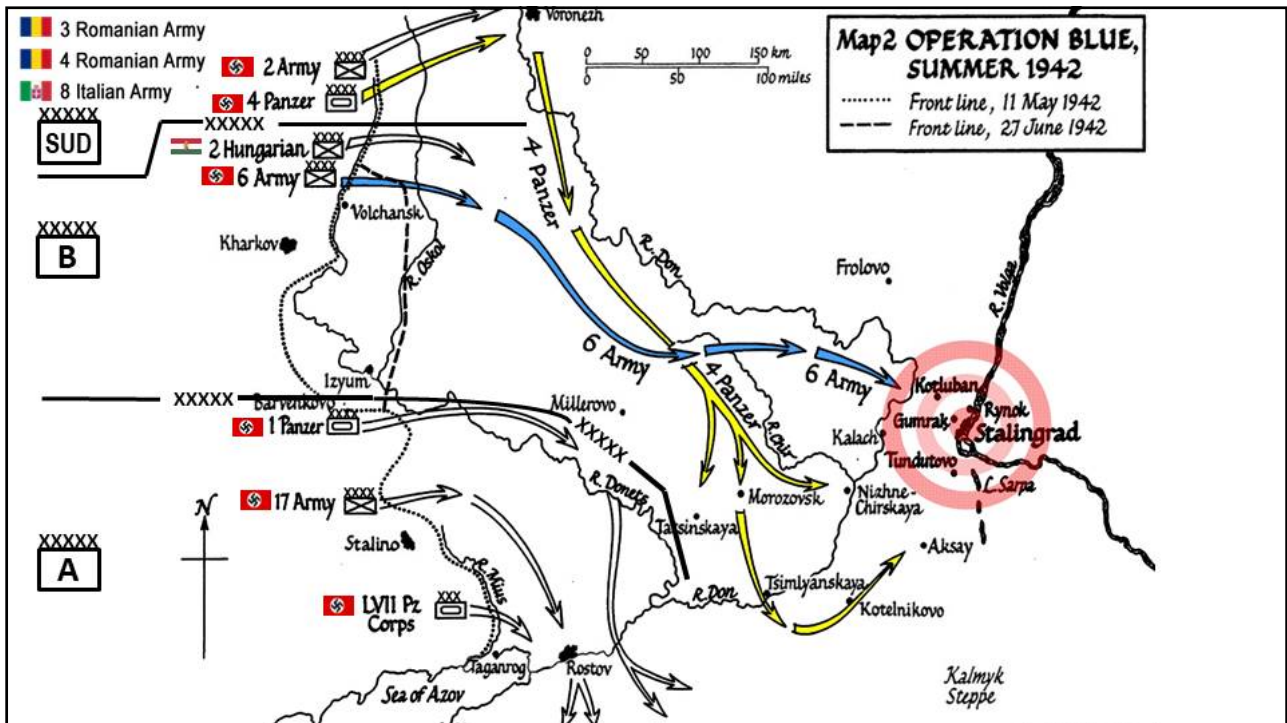 3 Romanian Army
4 Romanian Army
8 Italian Army
XXXXX
SUD
XXXXX
B
XXXXX
A
N
XXXX
2 Army
XXXX
4 Panzer
XXXXX
XXXX
2 Hungarian
XXXX
6 Army
Volchansk
Kharkov
R. Oskol
Izyum
XXXXX
Barvenkovo
XXXX
1 Panzer
XXXX
17 Army
Stalino
R. Mius
XXX
LVII Pz
Corps
Taganrog
Rostov
Sea of Azov
Voronezh
0 50 100 150 km
0 50 100 miles
Map2 OPERATION BLUE,
SUMMER 1942
Front line, 11 May 1942
Front line, 27 June 1942
4 Panzer
R. Don
6 Army
4 Panzer
6 Army
Millerovo
XXXXX
R. Donets
R. Chir
Frolovo
R. Volga
Kotluban
Rynok
Gumrak
Stalingrad
Kalach
Tundutovo
L. Sarpa
Nizhne-
Chirskaya
Morozovsk
Tatsinskaya
Aksay
R. Don
Tsimlyanskaya
Kotelnikovo
Kalmyk
Steppe